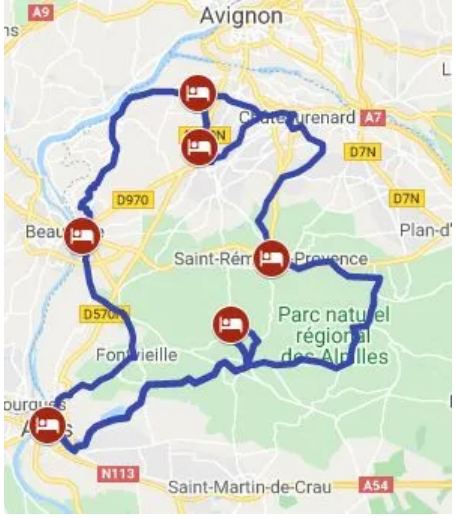 A9
Avignon
A7
D7N
D970
D7N
Plan-d'
Saint-Rém
Provence
D570N
Parc naturel
régional
des Alpilles
Fontvieille
N113
A54
Saint-Martin-de-Crau